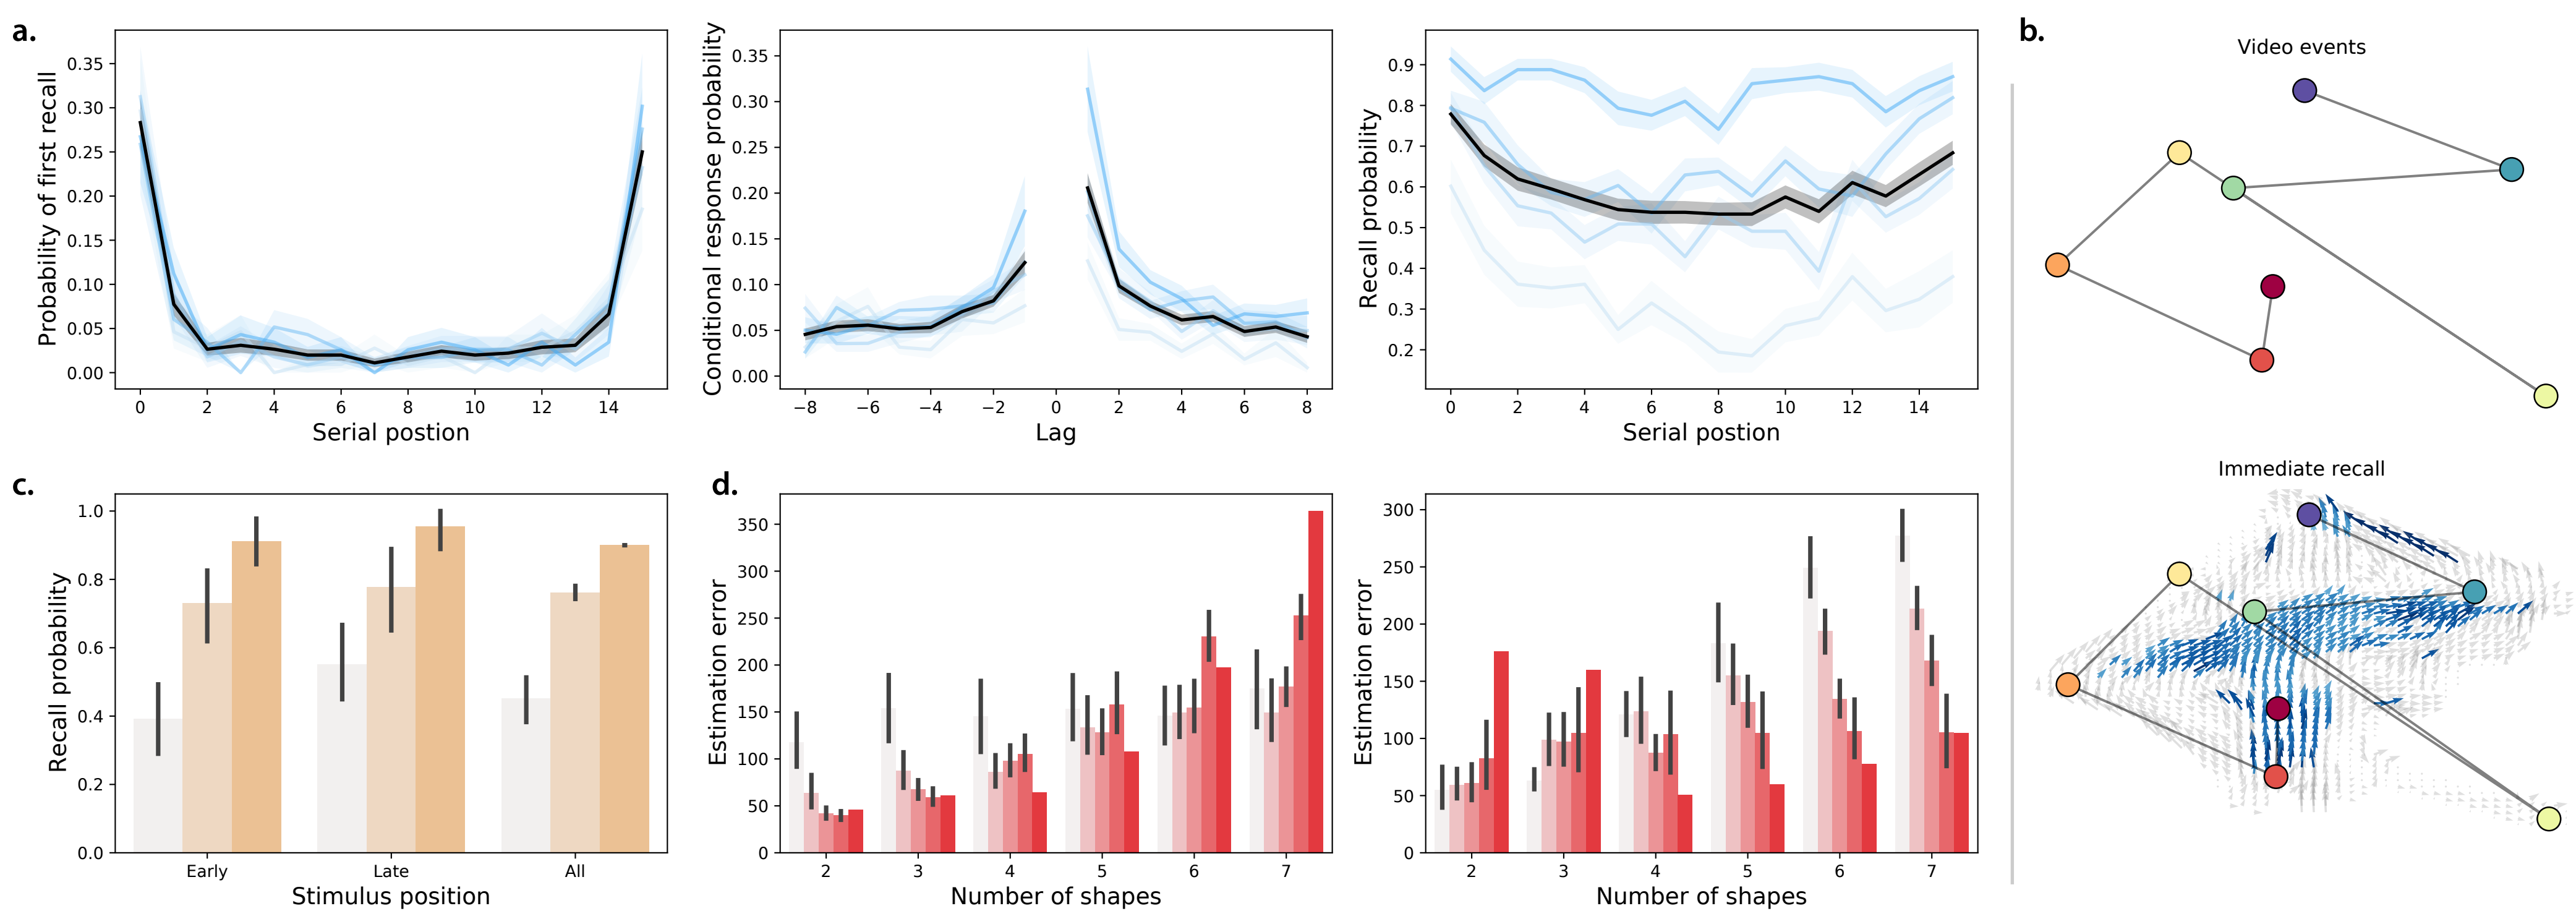 a.
Probability of first recall
0.35
0.30
0.25
0.20
0.15
0.10
0.05
0.00
0 2 4 6 8 10 12 14
Serial postion
Conditional response probability
0.35
0.30
0.25
0.20
0.15
0.10
0.05
0.00
−8 −6 −4 −2 0 2 4 6 8
Lag
Recall probability
0.9
0.8
0.7
0.6
0.5
0.4
0.3
0.2
0 2 4 6 8 10 12 14
Serial postion
b.
Video events
Immediate recall
c.
Recall probability
1.0
0.8
0.6
0.4
0.2
0.0
Early Late All
Stimulus position
d.
Estimation error
350
300
250
200
150
100
50
0
2 3 4 5 6 7
Number of shapes
Estimation error
300
250
200
150
100
50
0
2 3 4 5 6 7
Number of shapes